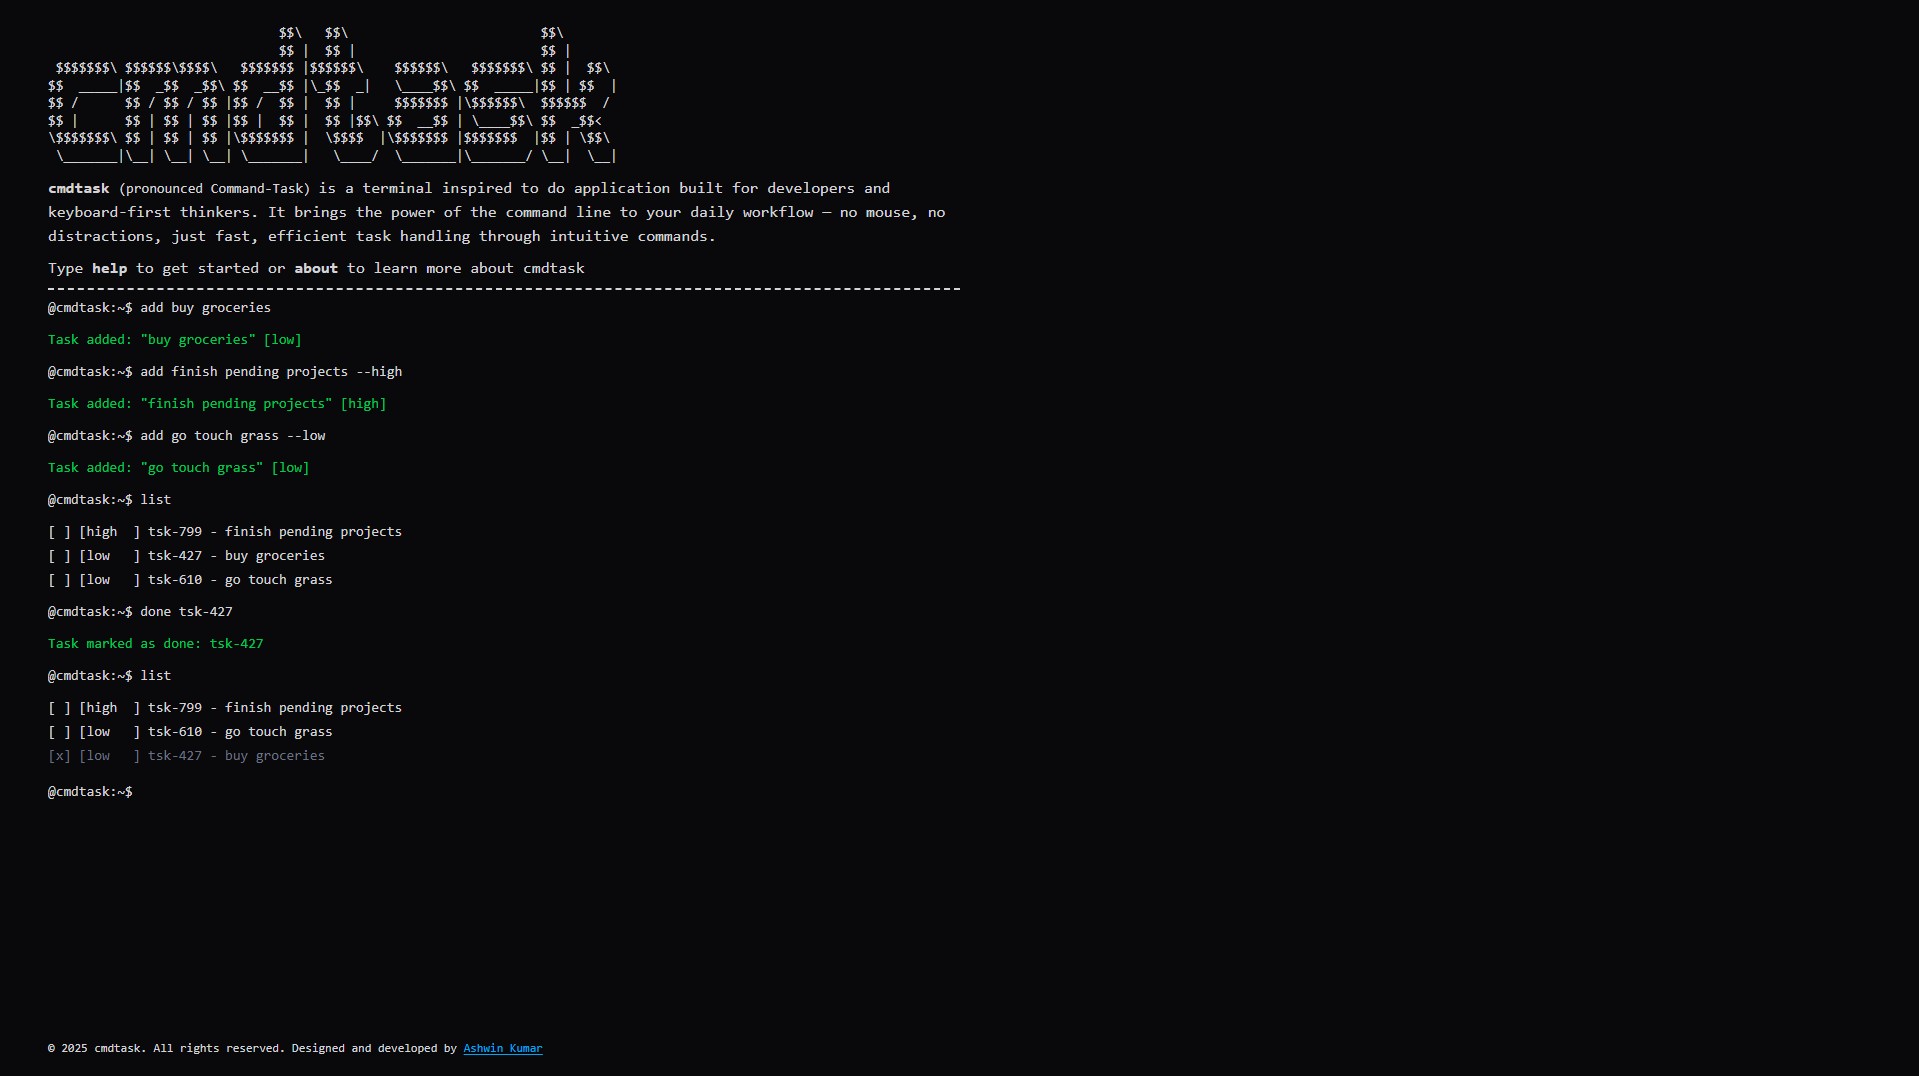 $$\   $$\                         $$\
                              $$ |  $$ |                        $$ |
 $$$$$$$\ $$$$$$\$$$$\   $$$$$$$ |$$$$$$\    $$$$$$\   $$$$$$$\ $$ |  $$\
$$  _____|$$  _$$  _$$\ $$  __$$ |\_$$  _|   \____$$\ $$  _____|$$ | $$  |
$$ /      $$ / $$ / $$ |$$ /  $$ |  $$ |     $$$$$$$ |\$$$$$$\  $$$$$$  /
$$ |      $$ | $$ | $$ |$$ |  $$ |  $$ |$$\ $$  __$$ | \____$$\ $$  _$$<
\$$$$$$$\ $$ | $$ | $$ |\$$$$$$$ |  \$$$$  |\$$$$$$$ |$$$$$$$  |$$ | \$$\
 \_______|\__| \__| \__| \_______|   \____/  \_______|\_______/ \__|  \__|
cmdtask (pronounced Command-Task) is a terminal inspired to do application built for developers and
keyboard-first thinkers. It brings the power of the command line to your daily workflow — no mouse, no
distractions, just fast, efficient task handling through intuitive commands.
Type help to get started or about to learn more about cmdtask
@cmdtask:~$ add buy groceries
Task added: "buy groceries" [low]
@cmdtask:~$ add finish pending projects --high
Task added: "finish pending projects" [high]
@cmdtask:~$ add go touch grass --low
Task added: "go touch grass" [low]
@cmdtask:~$ list
[ ] [high  ] tsk-799 - finish pending projects
[ ] [low   ] tsk-427 - buy groceries
[ ] [low   ] tsk-610 - go touch grass
@cmdtask:~$ done tsk-427
Task marked as done: tsk-427
@cmdtask:~$ list
[ ] [high  ] tsk-799 - finish pending projects
[ ] [low   ] tsk-610 - go touch grass
[x] [low   ] tsk-427 - buy groceries
@cmdtask:~$
© 2025 cmdtask. All rights reserved. Designed and developed by Ashwin Kumar